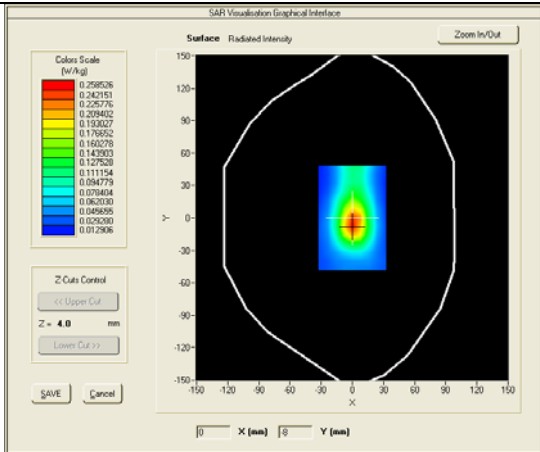 SAR Visualisation Graphical Interface
Surface Radiated Intensity
Zoom In/Out
Colors Scale
(W/kg)
0.258526
0.242151
0.225776
0.209402
0.193027
0.176652
0.160278
0.143903
0.127528
0.111154
0.094779
0.078404
0.062030
0.045655
0.029280
0.012906
150
120
90
60
30
0
-30
-60
-90
-120
-150
Y
-150 -120 -90 -60 -30 0 30 60 90 120 150
X
Z-Cuts Control
<< Upper Cut
Z = 4.0 mm
Lower Cut >>
SAVE Cancel
0 X (mm) -8 Y (mm)